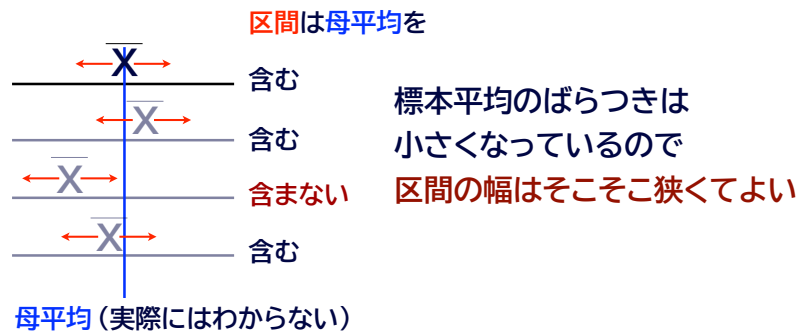 区間は母平均を
X
含む
X
含む
X
含まない
X
含む
母平均（実際にはわからない）
標本平均のばらつきは
小さくなっているので
区間の幅はそこそこ狭くてよい